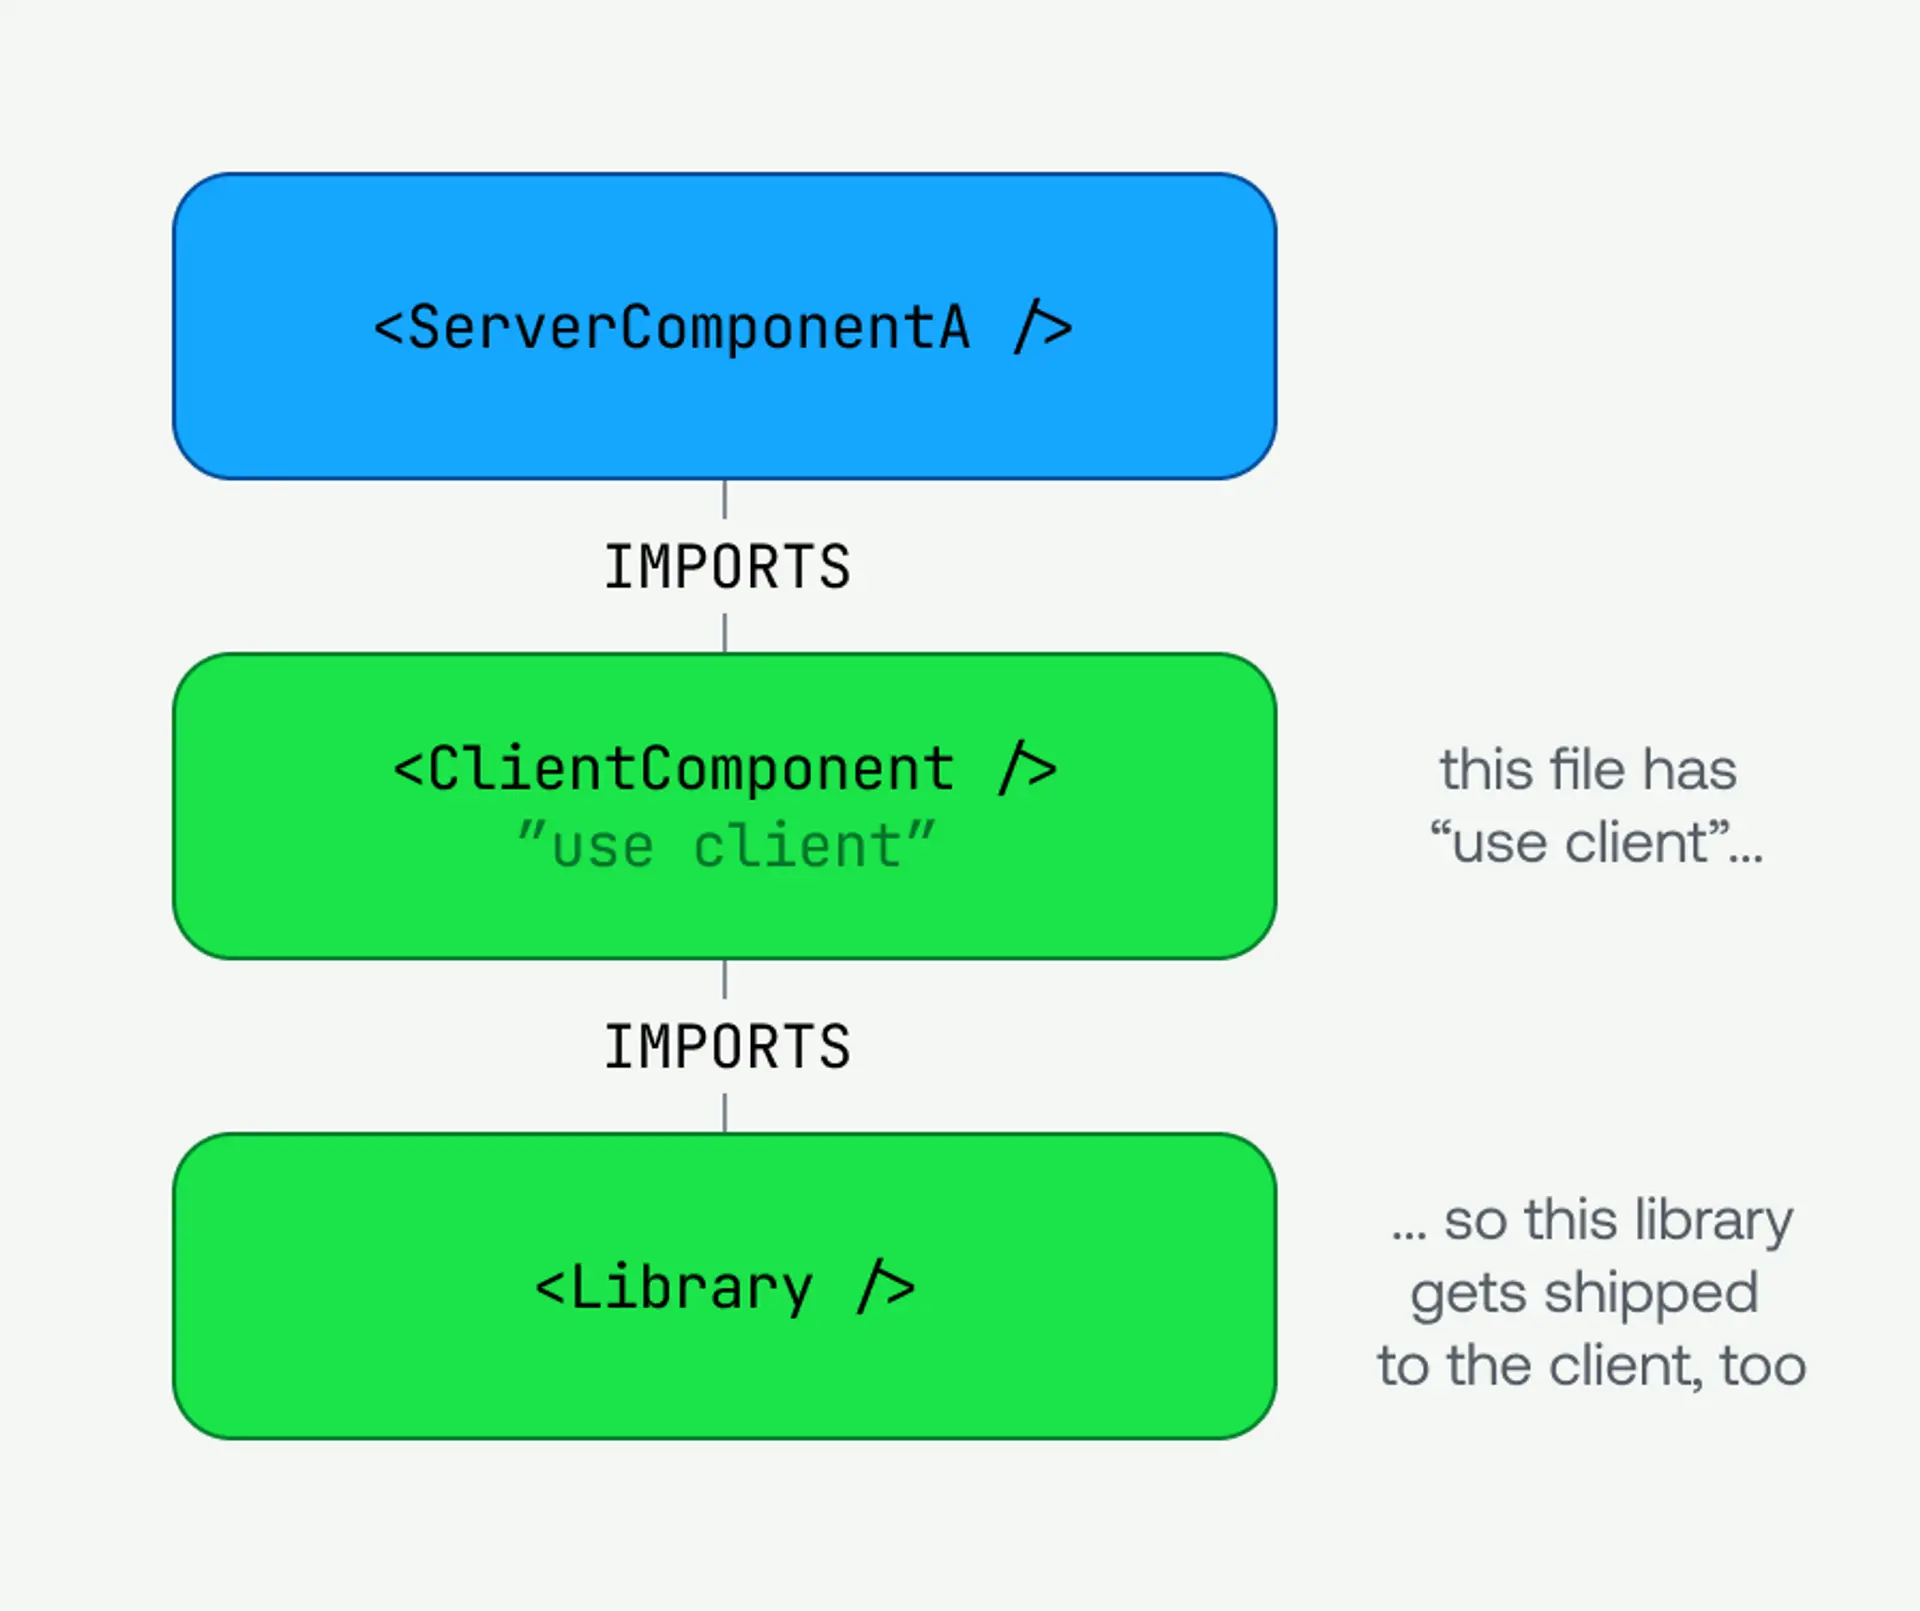 <ServerComponentA />
IMPORTS
<ClientComponent />
"use client"
this file has
“use client”...
IMPORTS
<Library />
... so this library
gets shipped
to the client, too